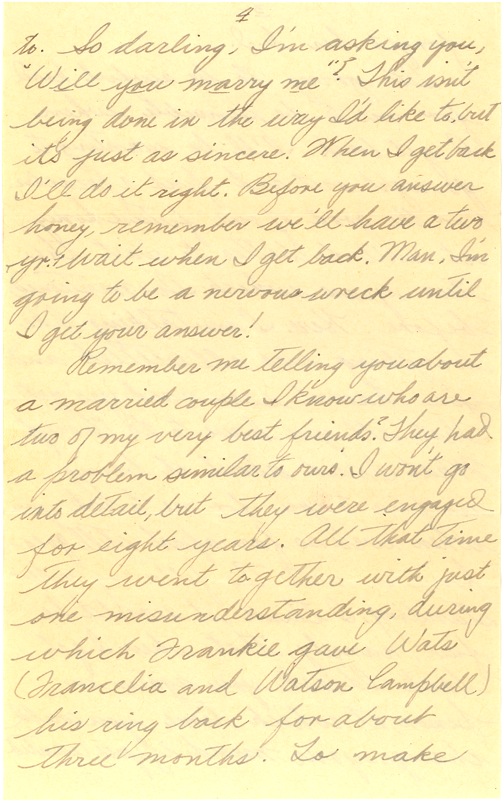 4
to. So darling, I'm asking you,
"Will you marry me"? This isn't
being done in the way I'd like to, but
it's just as sincere. When I get back
I'll do it right. Before you answer
honey, remember we'll have a two
yr. wait when I get back. Man, I'm
going to be a nervous wreck until
I get your answer!
Remember me telling you about
a married couple I know who are
two of my very best friends? They had
a problem similar to ours. I won't go
into detail, but they were engaged
for eight years. All that time
they went together with just
one misunderstanding, during
which Frankie gave Wats
(Francelia and Watson Campbell)
his ring back for about
three months. To make